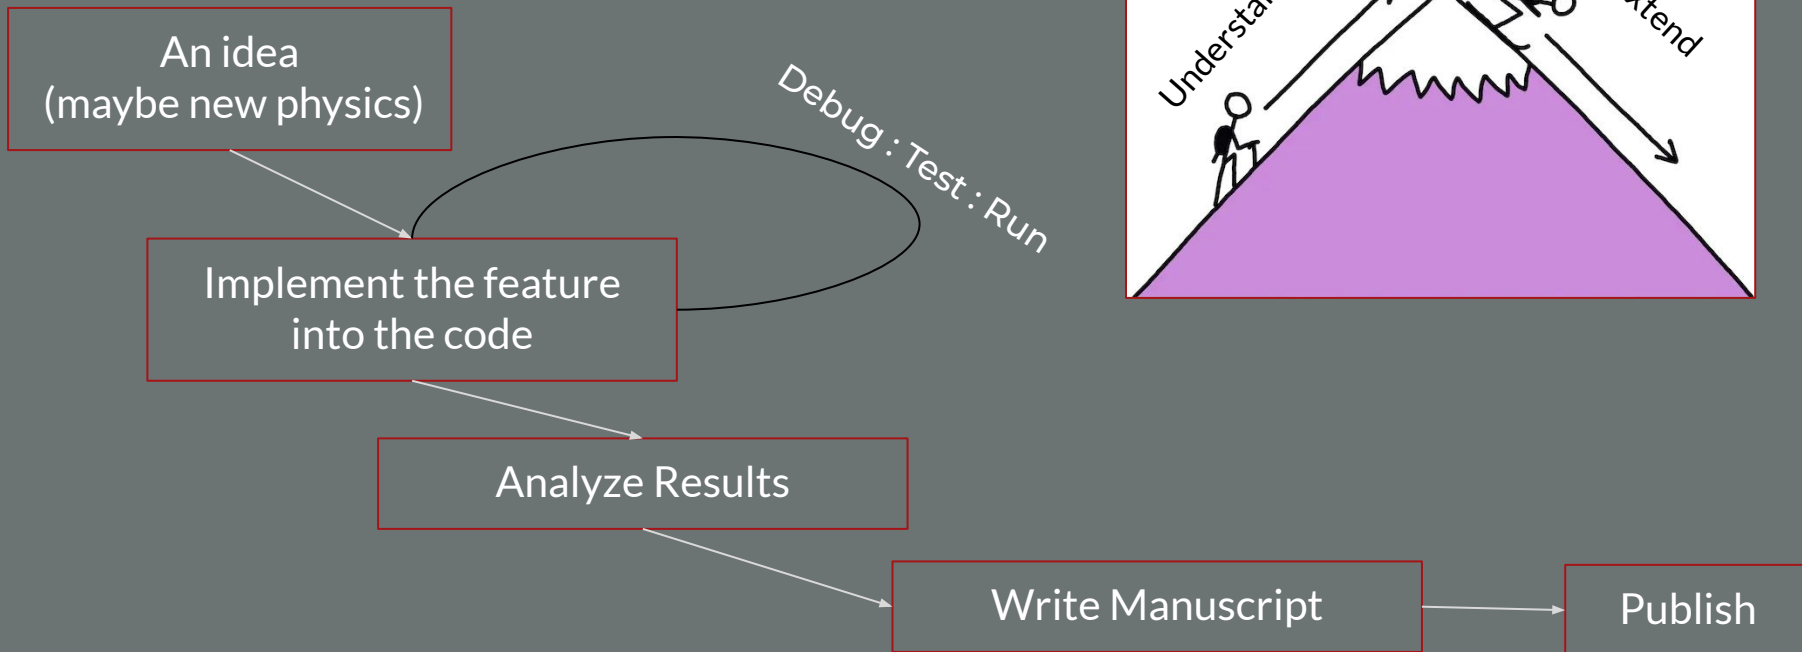 An idea
(maybe new physics)
Debug : Test : Run
Implement the feature
into the code
Analyze Results
Write Manuscript
Publish